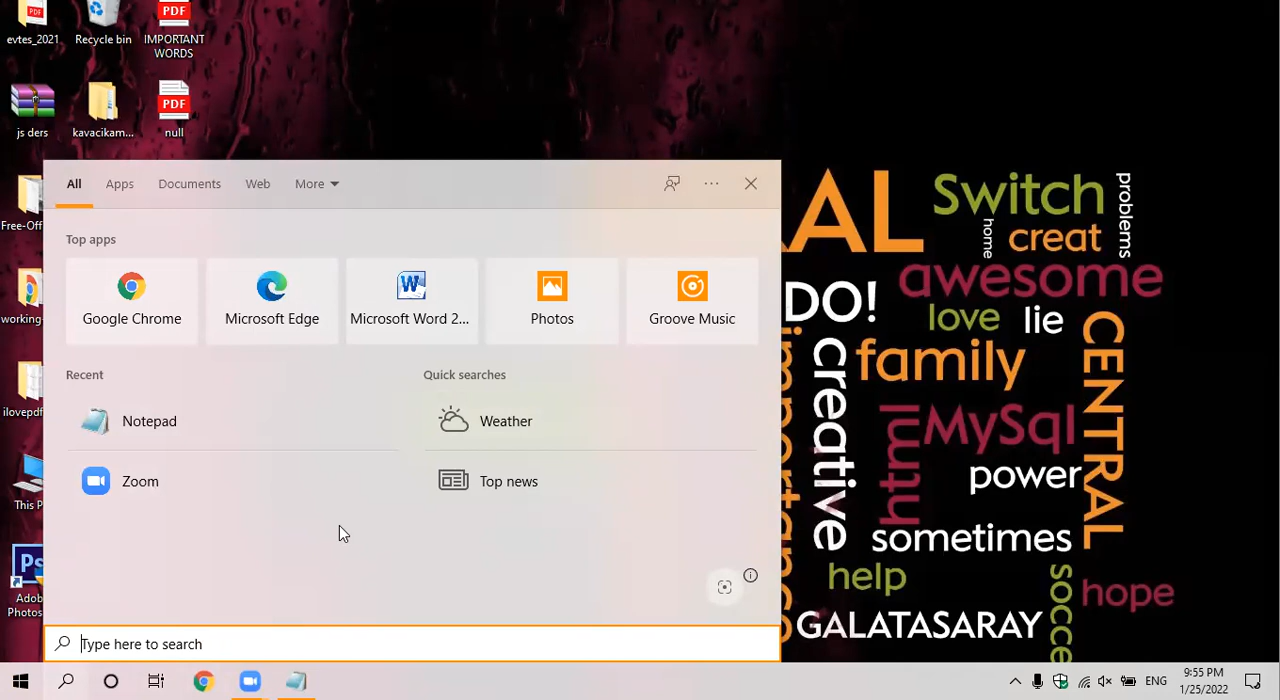 evtes_2021
Recycle bin
IMPORTANT
WORDS
PDF
PDF
PDF
js ders
kavacikam...
null
Free-Off
working-
ilovepdf
This P
Ps
Adob
Photos
All
Apps
Documents
Web
More
Top apps
Google Chrome
Microsoft Edge
Microsoft Word 2...
Photos
Groove Music
Recent
Quick searches
Notepad
Weather
Zoom
Top news
Type here to search
AL
Switch
problems
home
creat
awesome
DO!
love
lie
CENTRAL
family
creative
html
MySql
power
sometimes
help
socce
hope
GALATASARAY
ENG
9:55 PM
1/25/2022